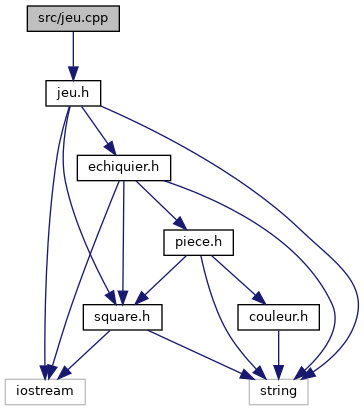 src/jeu.cpp
jeu.h
echiquier.h
piece.h
square.h
couleur.h
iostream
string